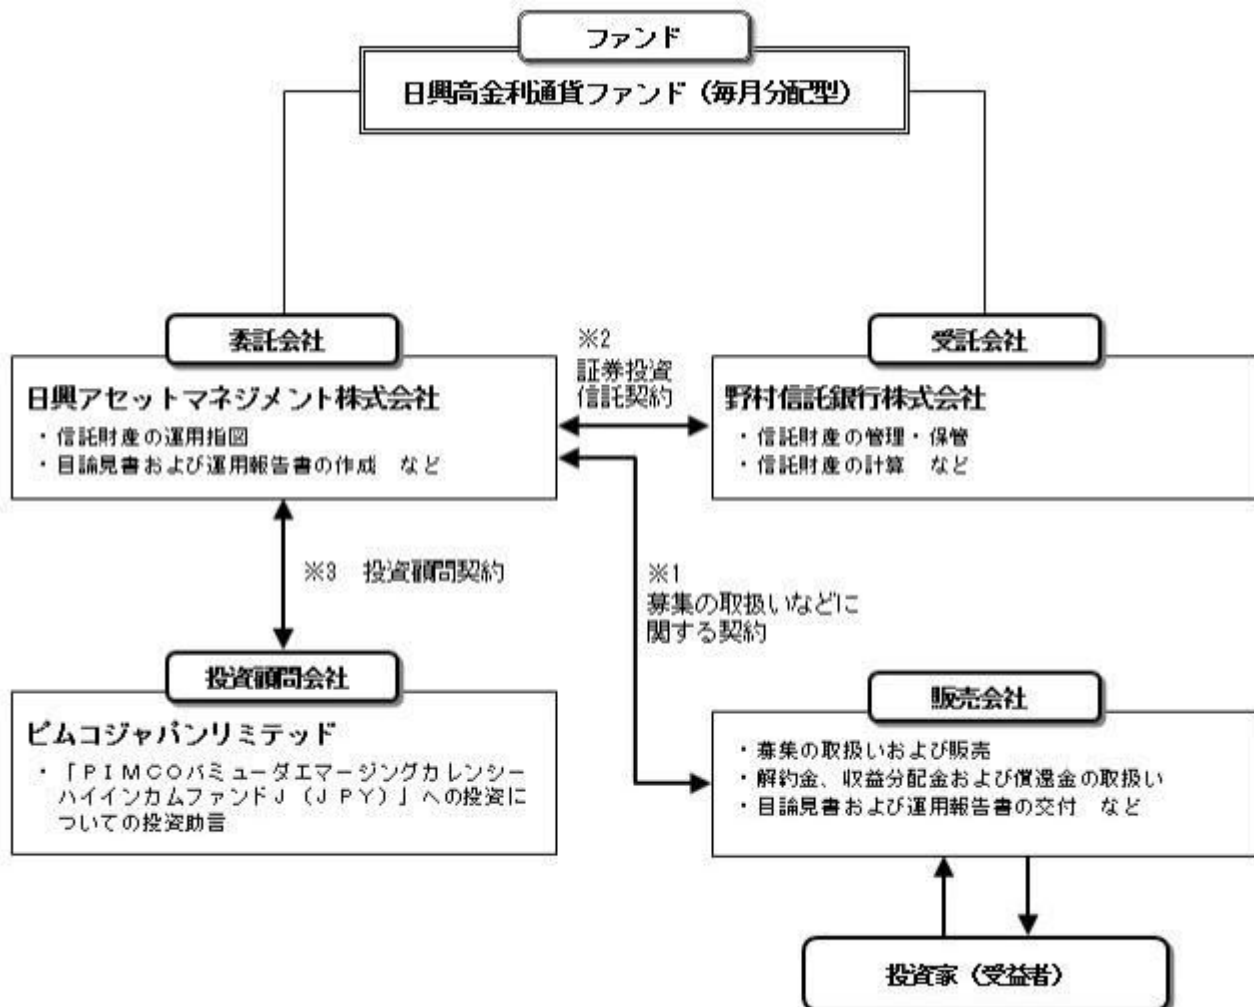 ファンド
日興高金利通貨ファンド（毎月分配型）
委託会社
日興アセットマネジメント株式会社
・信託財産の運用指図
・目論見書および運用報告書の作成　など
※2
証券投資
信託契約
受託会社
野村信託銀行株式会社
・信託財産の管理・保管
・信託財産の計算　など
※3　投資顧問契約
※1
募集の取扱いなどに
関する契約
投資顧問会社
ピムコジャパンリミテッド
・「ＰＩＭＣＯバミューダエマージングカレンシー
ハイインカムファンドＪ（ＪＰＹ）」への投資に
ついての投資助言
販売会社
・募集の取扱いおよび販売
・解約金、収益分配金および償還金の取扱い
・目論見書および運用報告書の交付　など
投資家（受益者）